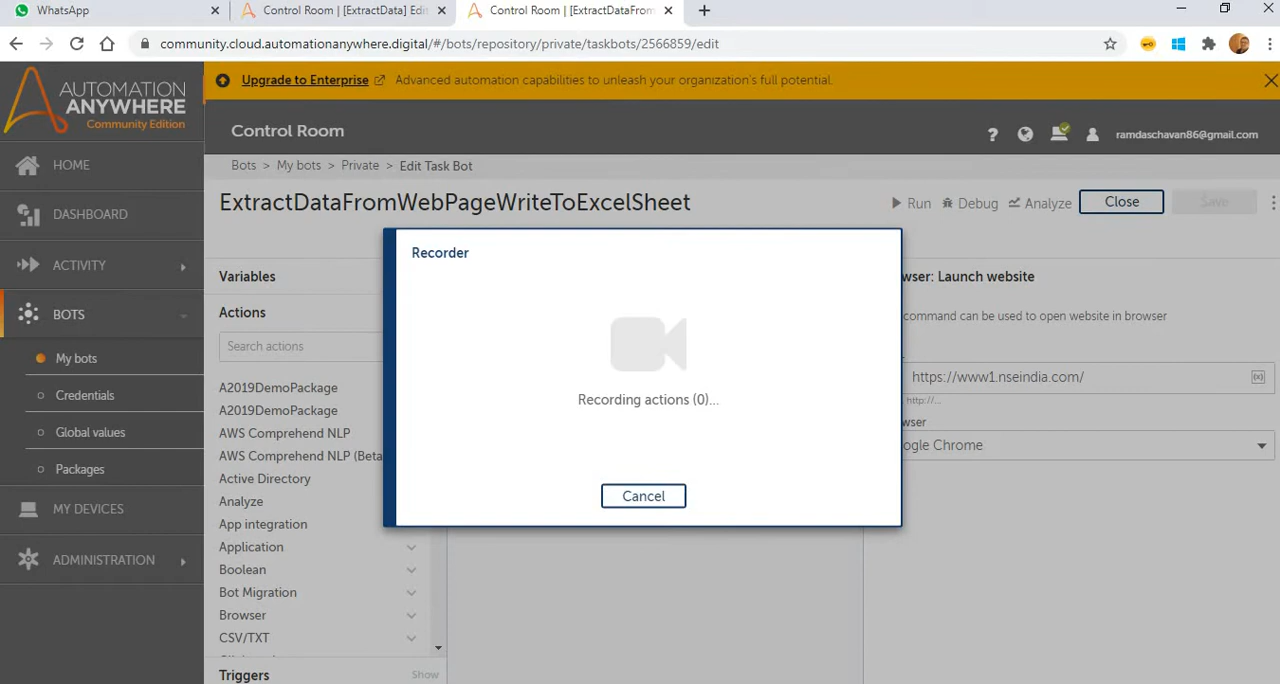 WhatsApp
Control Room | [ExtractData] Edi
Control Room | [ExtractDataFrom
community.cloud.automationanywhere.digital/#/bots/repository/private/taskbots/2566859/edit
AUTOMATION
ANYWHERE
Community Edition
Upgrade to Enterprise Advanced automation capabilities to unleash your organization's full potential.
Control Room
ramdaschavan86@gmail.com
HOME
DASHBOARD
ACTIVITY
BOTS
My bots
Credentials
Global values
Packages
MY DEVICES
ADMINISTRATION
Bots > My bots > Private > Edit Task Bot
ExtractDataFromWebPageWriteToExcelSheet
Run Debug Analyze Close Save
Variables
Actions
Search actions
A2019DemoPackage
A2019DemoPackage
AWS Comprehend NLP
AWS Comprehend NLP (Beta
Active Directory
Analyze
App integration
Application
Boolean
Bot Migration
Browser
CSV/TXT
Triggers Show
Recorder
Recording actions (0)...
Cancel
wser: Launch website
command can be used to open website in browser
https://www1.nseindia.com/
http://...
wser
ogle Chrome